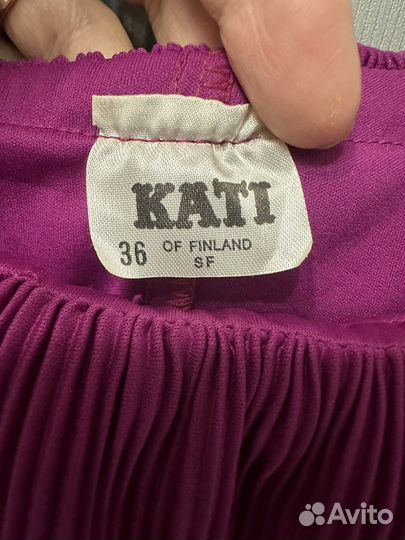 KATI
36 OF FINLAND
SF
Avito